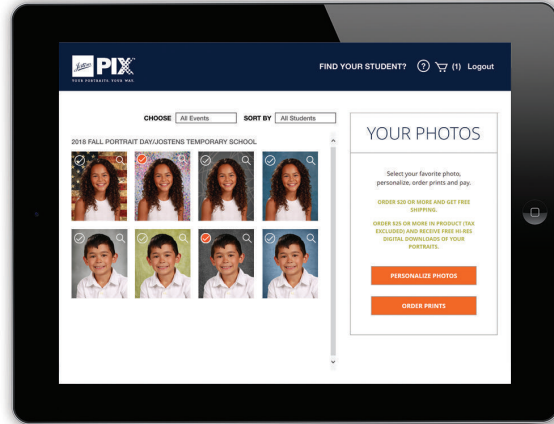 Jostens PIX
YOUR PORTRAITS. YOUR WAY.
FIND YOUR STUDENT? ? (1) Logout
CHOOSE All Events SORT BY All Students
2018 FALL PORTRAIT DAY/JOSTENS TEMPORARY SCHOOL
YOUR PHOTOS
Select your favorite photo,
personalize, order prints and pay.
ORDER $20 OR MORE AND GET FREE
SHIPPING.
ORDER $25 OR MORE IN PRODUCT (TAX
EXCLUDED) AND RECEIVE FREE HI-RES
DIGITAL DOWNLOADS OF YOUR
PORTRAITS.
PERSONALIZE PHOTOS
ORDER PRINTS